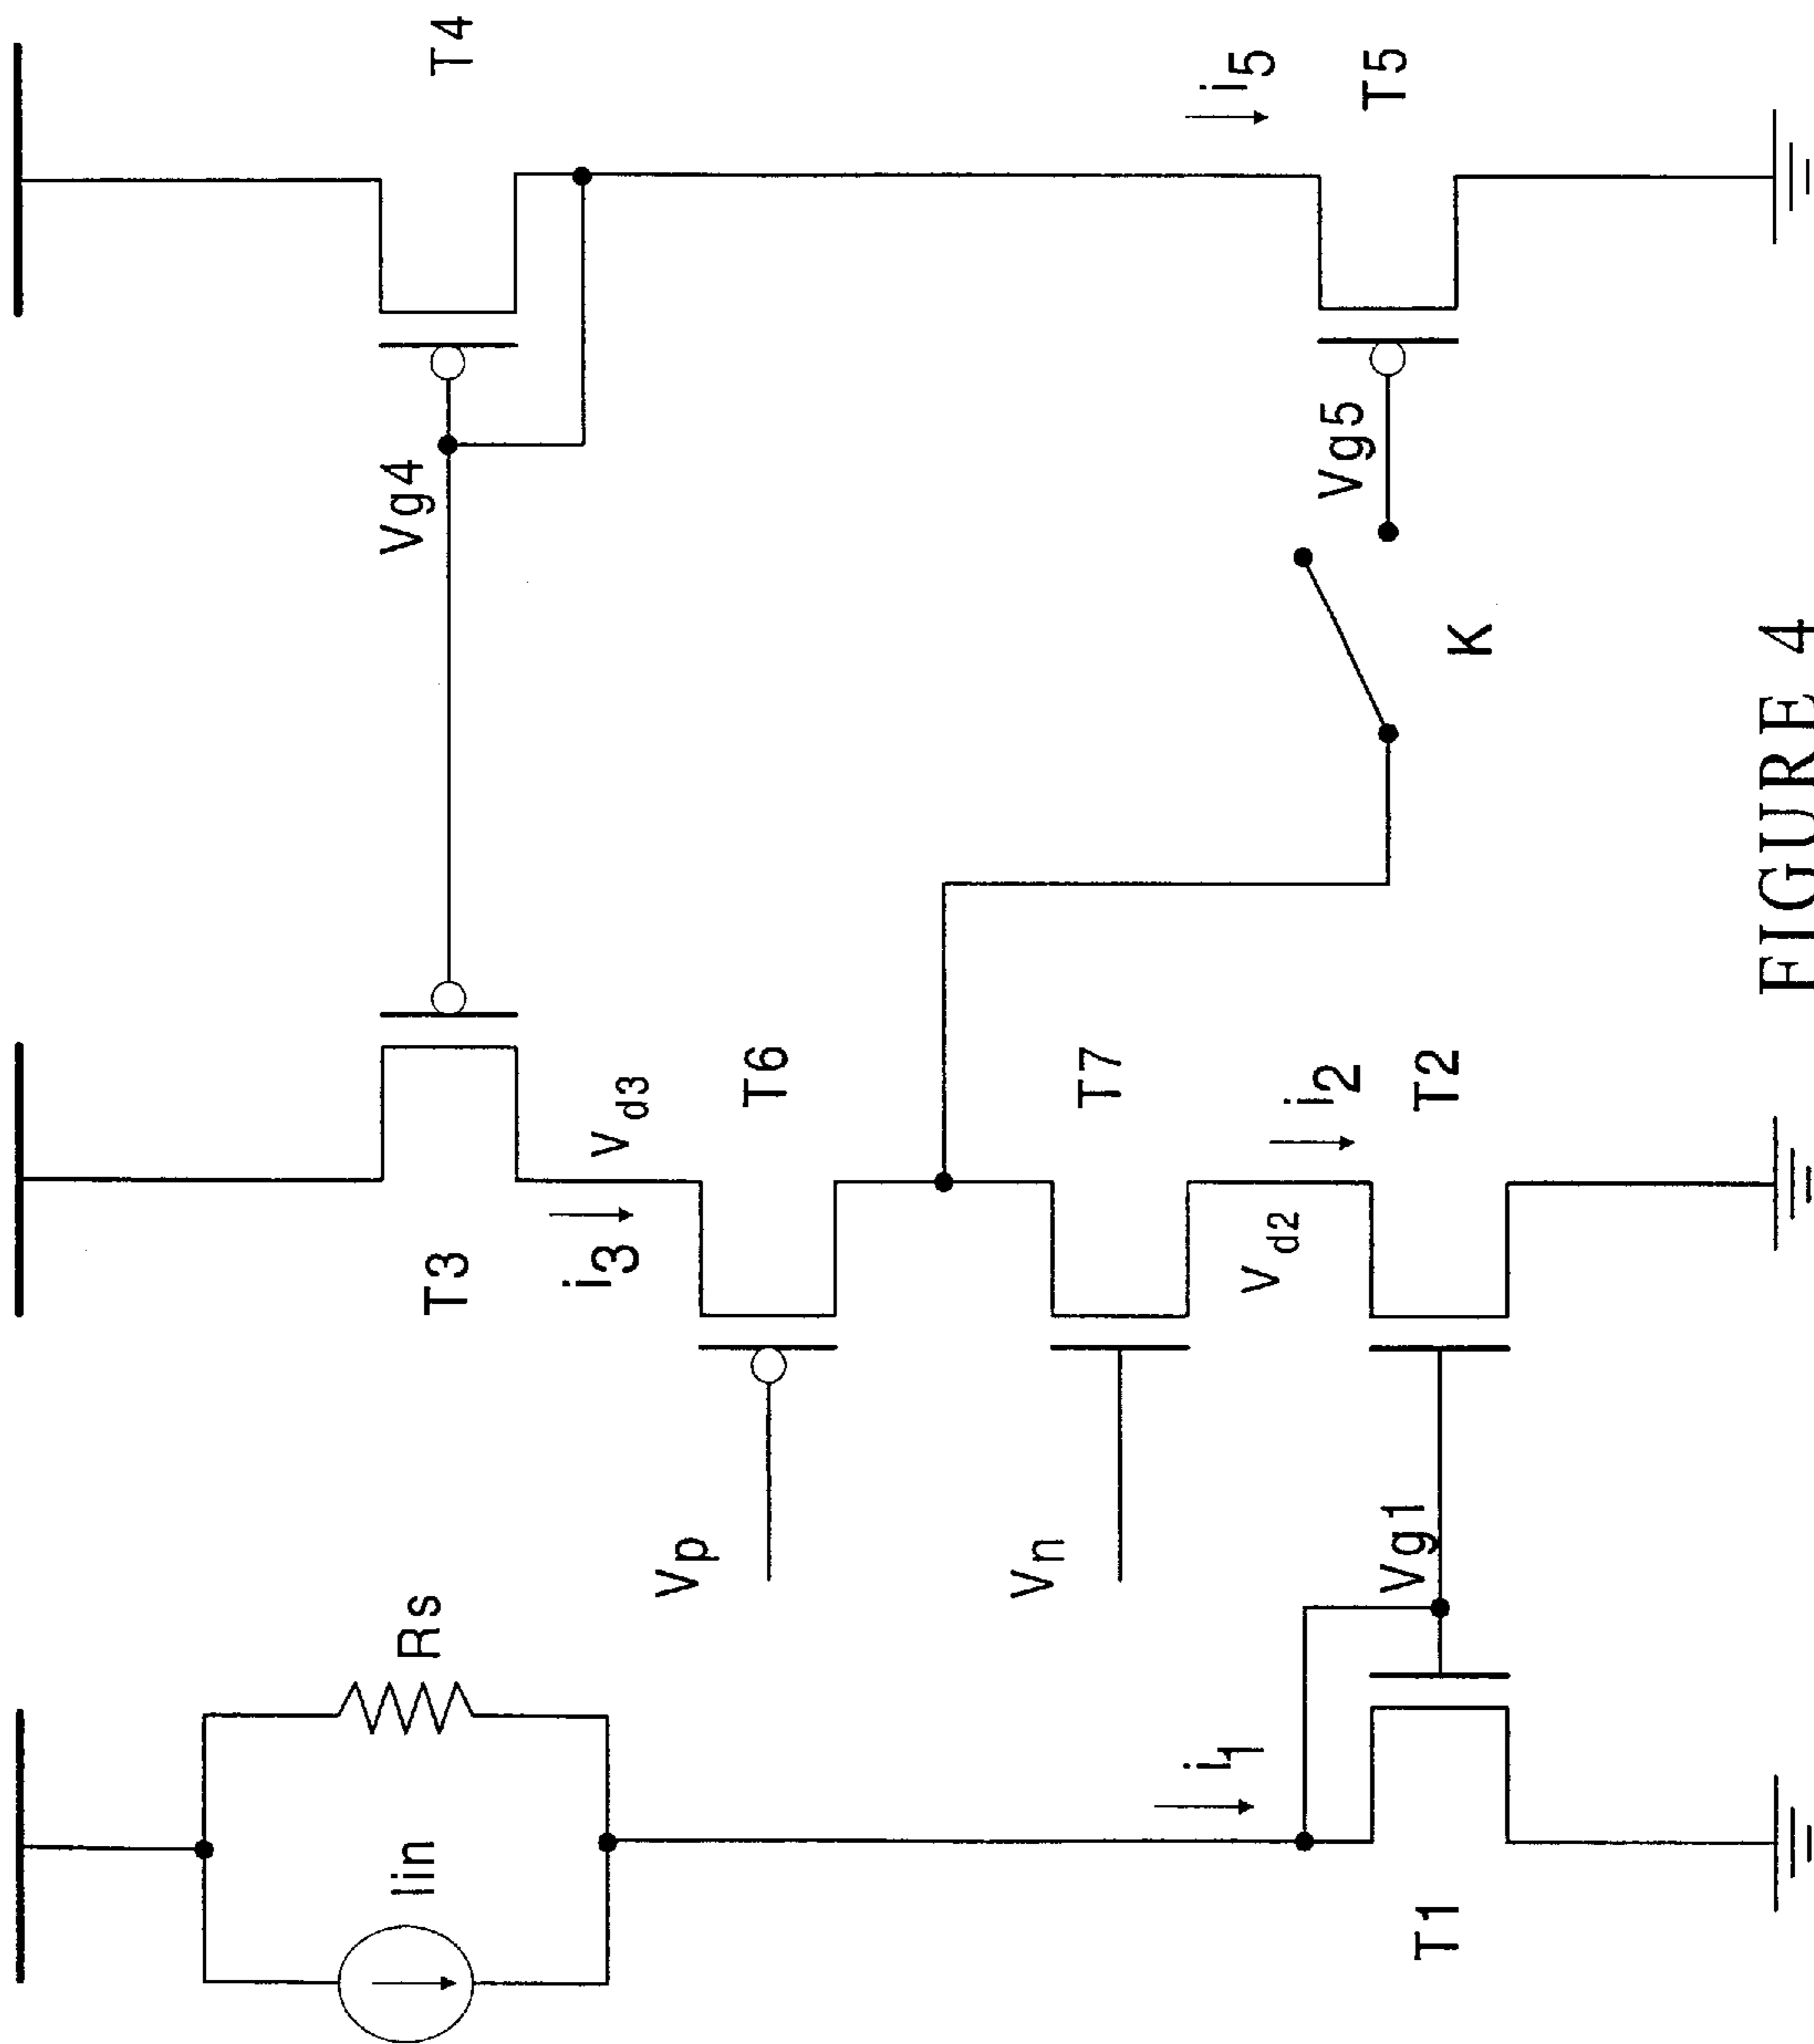 Iin
Rs
T3
Vg4
T4
i3
Vd3
Vp
T6
Vn
T7
i1
Vd2
i2
i5
Vg1
Vg5
T1
T2
K
T5
FIGURE 4